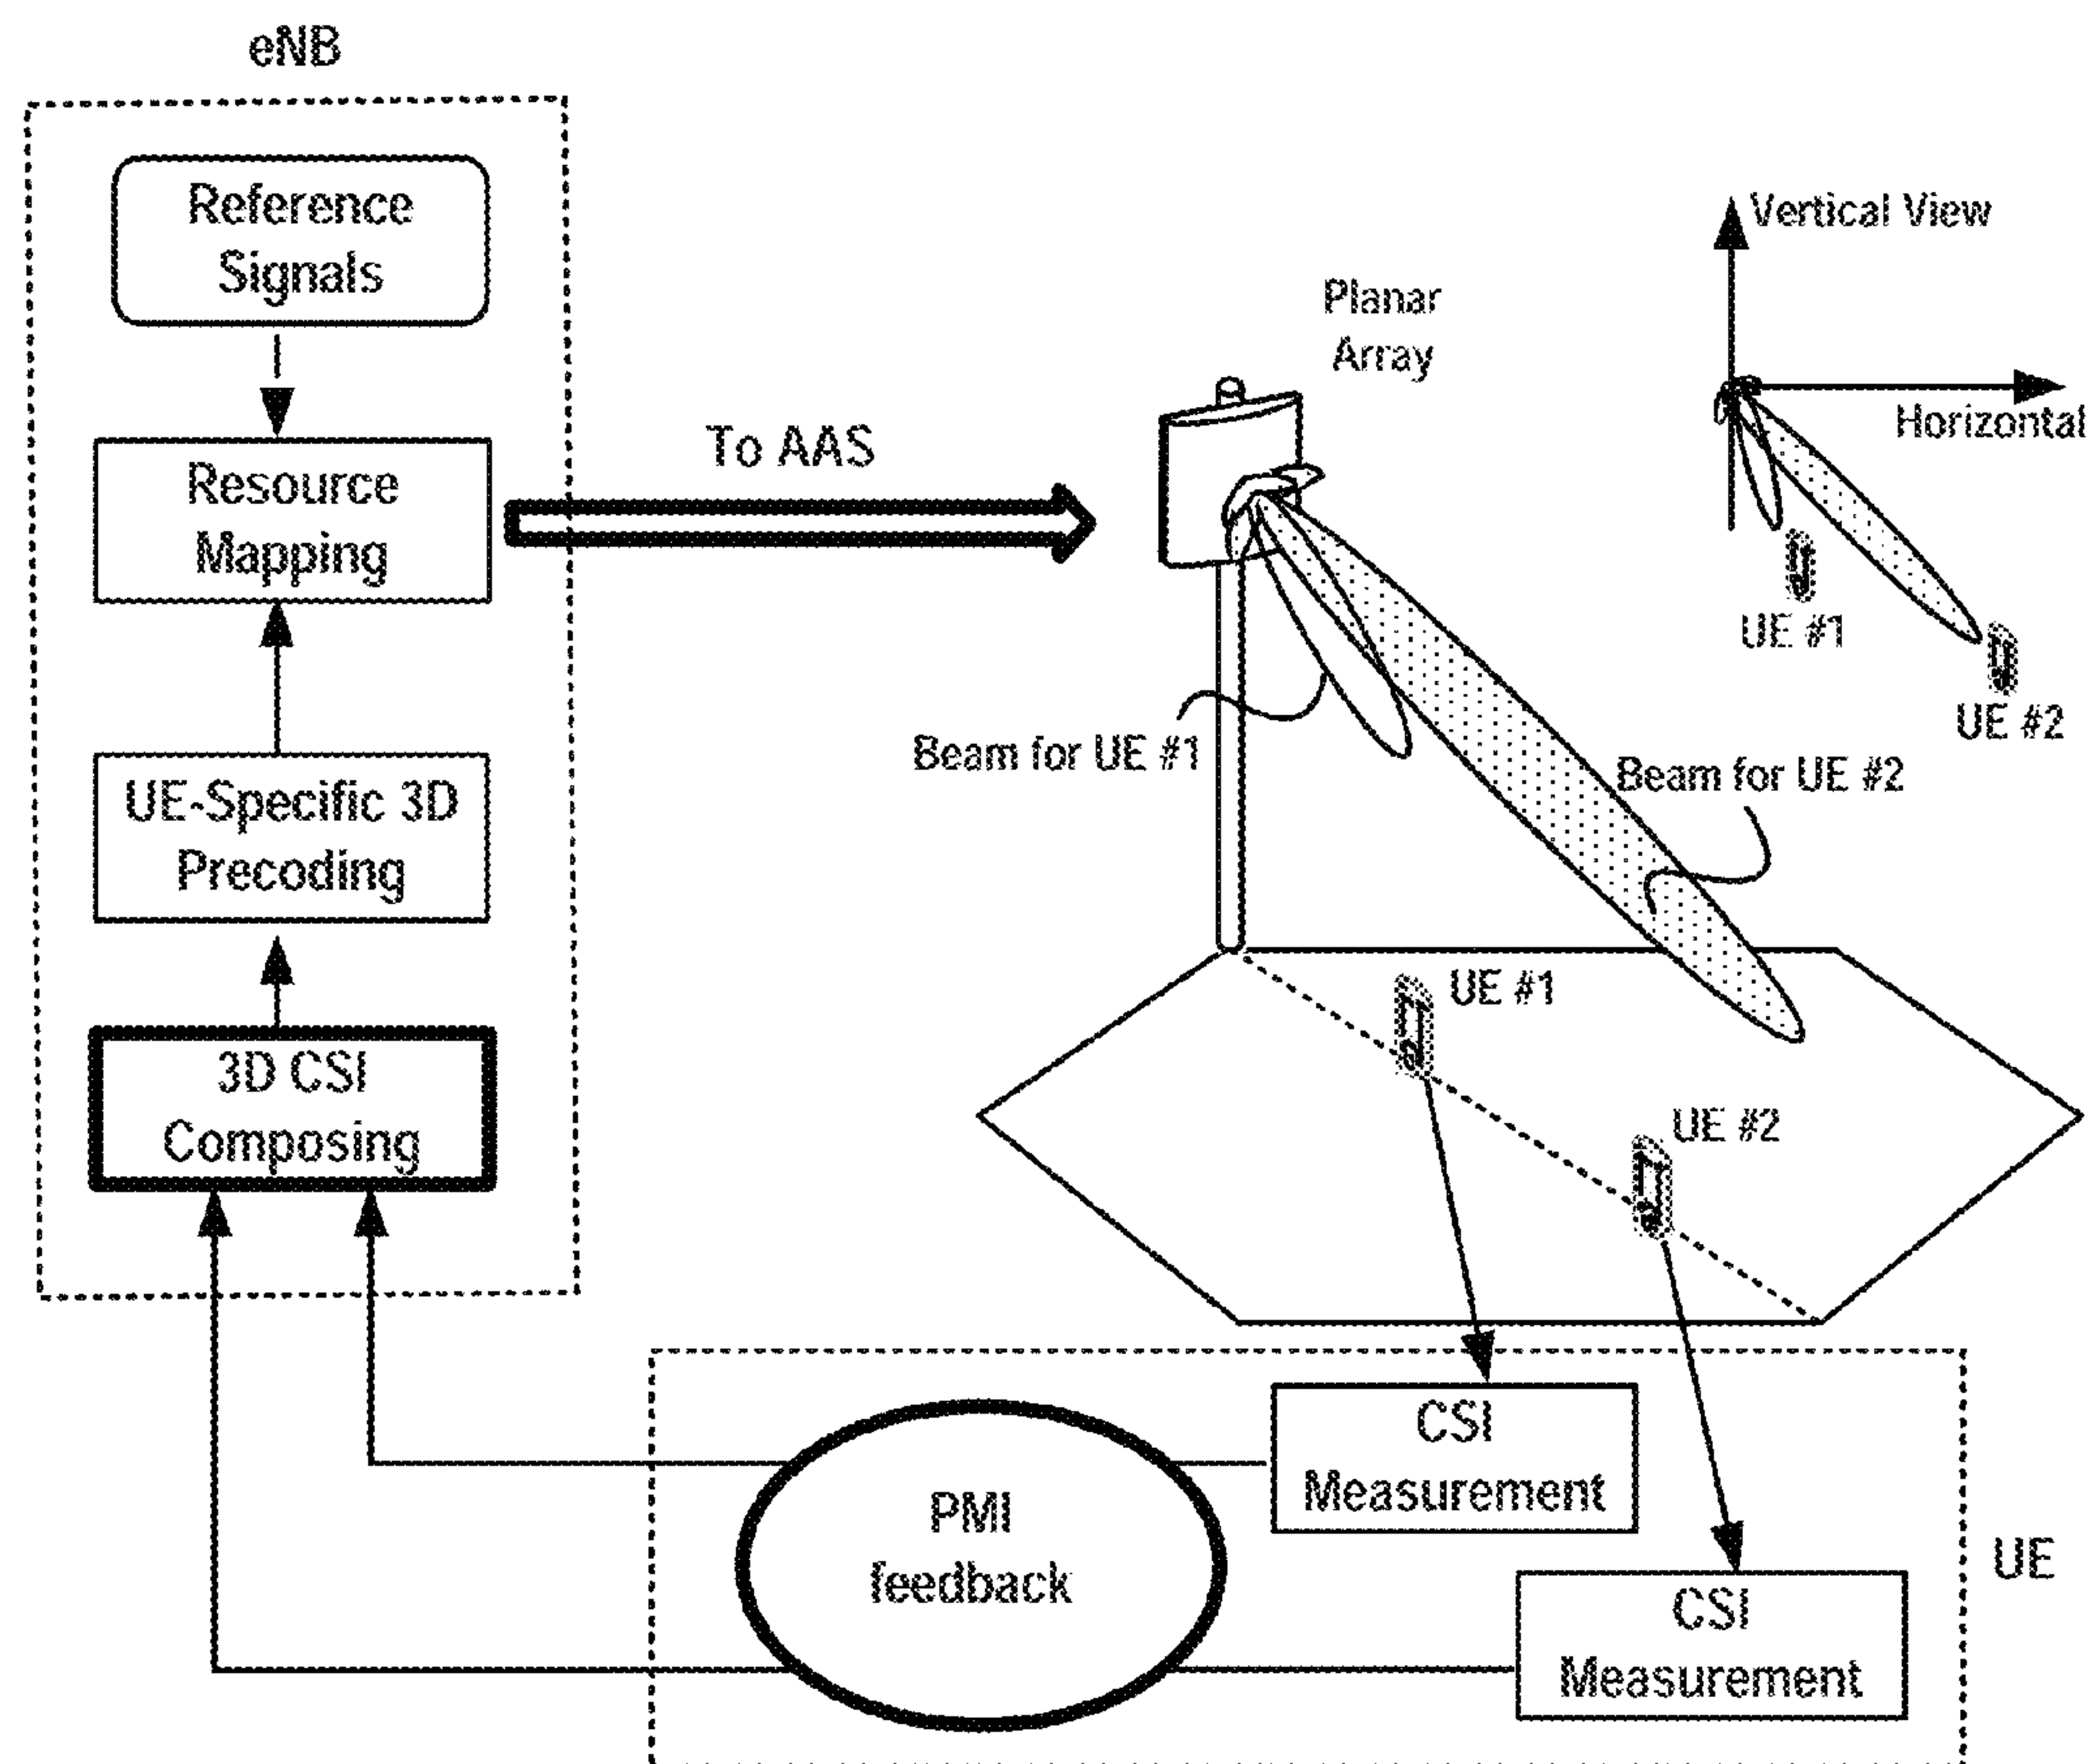 eNB
Reference
Signals
Resource
Mapping
UE-Specific 3D
Precoding
3D CSI
Composing
To AAS
Planar
Array
Vertical View
Horizontal
UE #1
UE #2
Beam for UE #1
Beam for UE #2
UE #1
UE #2
CSI
Measurement
PMI
feedback
CSI
Measurement
UE